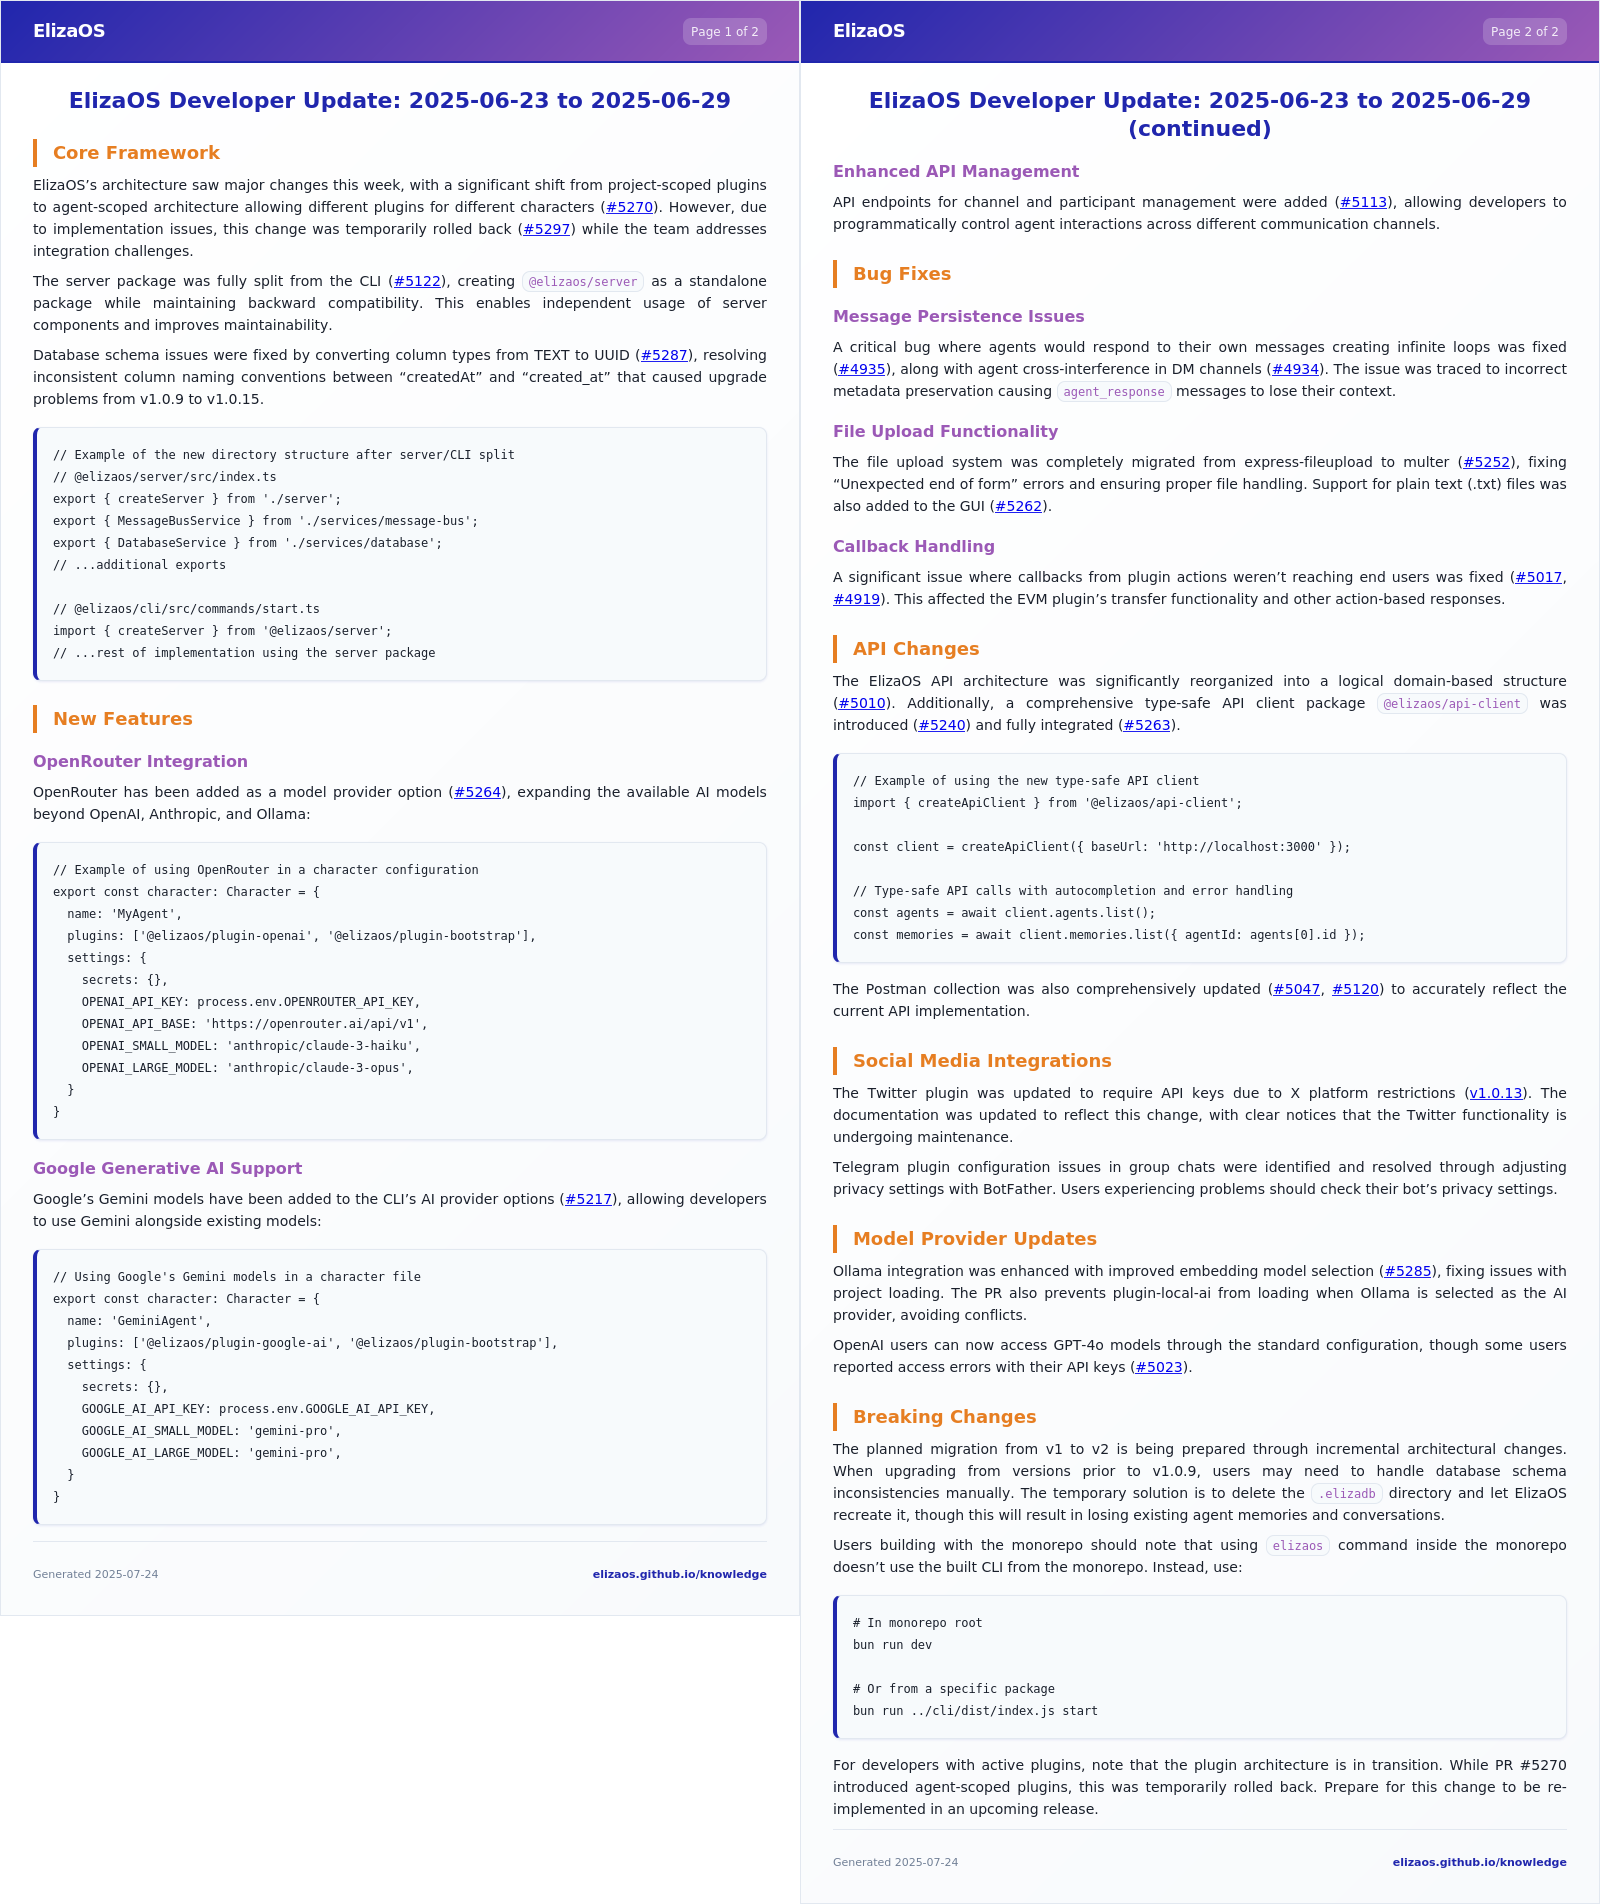 ElizaOS
Page 1 of 2
ElizaOS Developer Update: 2025-06-23 to 2025-06-29
Core Framework
ElizaOS’s architecture saw major changes this week, with a significant shift from project-scoped plugins
to agent-scoped architecture allowing different plugins for different characters (#5270). However, due
to implementation issues, this change was temporarily rolled back (#5297) while the team addresses
integration challenges.
The server package was fully split from the CLI (#5122), creating @elizaos/server as a standalone
package while maintaining backward compatibility. This enables independent usage of server
components and improves maintainability.
Database schema issues were fixed by converting column types from TEXT to UUID (#5287), resolving
inconsistent column naming conventions between “createdAt” and “created_at” that caused upgrade
problems from v1.0.9 to v1.0.15.
// Example of the new directory structure after server/CLI split
// @elizaos/server/src/index.ts
export { createServer } from './server';
export { MessageBusService } from './services/message-bus';
export { DatabaseService } from './services/database';
// ...additional exports
// @elizaos/cli/src/commands/start.ts
import { createServer } from '@elizaos/server';
// ...rest of implementation using the server package
New Features
OpenRouter Integration
OpenRouter has been added as a model provider option (#5264), expanding the available AI models
beyond OpenAI, Anthropic, and Ollama:
// Example of using OpenRouter in a character configuration
export const character: Character = {
  name: 'MyAgent',
  plugins: ['@elizaos/plugin-openai', '@elizaos/plugin-bootstrap'],
  settings: {
    secrets: {},
    OPENAI_API_KEY: process.env.OPENROUTER_API_KEY,
    OPENAI_API_BASE: 'https://openrouter.ai/api/v1',
    OPENAI_SMALL_MODEL: 'anthropic/claude-3-haiku',
    OPENAI_LARGE_MODEL: 'anthropic/claude-3-opus',
  }
}
Google Generative AI Support
Google’s Gemini models have been added to the CLI’s AI provider options (#5217), allowing developers
to use Gemini alongside existing models:
// Using Google's Gemini models in a character file
export const character: Character = {
  name: 'GeminiAgent',
  plugins: ['@elizaos/plugin-google-ai', '@elizaos/plugin-bootstrap'],
  settings: {
    secrets: {},
    GOOGLE_AI_API_KEY: process.env.GOOGLE_AI_API_KEY,
    GOOGLE_AI_SMALL_MODEL: 'gemini-pro',
    GOOGLE_AI_LARGE_MODEL: 'gemini-pro',
  }
}
Generated 2025-07-24
elizaos.github.io/knowledge
ElizaOS
Page 2 of 2
ElizaOS Developer Update: 2025-06-23 to 2025-06-29
(continued)
Enhanced API Management
API endpoints for channel and participant management were added (#5113), allowing developers to
programmatically control agent interactions across different communication channels.
Bug Fixes
Message Persistence Issues
A critical bug where agents would respond to their own messages creating infinite loops was fixed
(#4935), along with agent cross-interference in DM channels (#4934). The issue was traced to incorrect
metadata preservation causing agent_response messages to lose their context.
File Upload Functionality
The file upload system was completely migrated from express-fileupload to multer (#5252), fixing
“Unexpected end of form” errors and ensuring proper file handling. Support for plain text (.txt) files was
also added to the GUI (#5262).
Callback Handling
A significant issue where callbacks from plugin actions weren’t reaching end users was fixed (#5017,
#4919). This affected the EVM plugin’s transfer functionality and other action-based responses.
API Changes
The ElizaOS API architecture was significantly reorganized into a logical domain-based structure
(#5010). Additionally, a comprehensive type-safe API client package @elizaos/api-client was
introduced (#5240) and fully integrated (#5263).
// Example of using the new type-safe API client
import { createApiClient } from '@elizaos/api-client';
const client = createApiClient({ baseUrl: 'http://localhost:3000' });
// Type-safe API calls with autocompletion and error handling
const agents = await client.agents.list();
const memories = await client.memories.list({ agentId: agents[0].id });
The Postman collection was also comprehensively updated (#5047, #5120) to accurately reflect the
current API implementation.
Social Media Integrations
The Twitter plugin was updated to require API keys due to X platform restrictions (v1.0.13). The
documentation was updated to reflect this change, with clear notices that the Twitter functionality is
undergoing maintenance.
Telegram plugin configuration issues in group chats were identified and resolved through adjusting
privacy settings with BotFather. Users experiencing problems should check their bot’s privacy settings.
Model Provider Updates
Ollama integration was enhanced with improved embedding model selection (#5285), fixing issues with
project loading. The PR also prevents plugin-local-ai from loading when Ollama is selected as the AI
provider, avoiding conflicts.
OpenAI users can now access GPT-4o models through the standard configuration, though some users
reported access errors with their API keys (#5023).
Breaking Changes
The planned migration from v1 to v2 is being prepared through incremental architectural changes.
When upgrading from versions prior to v1.0.9, users may need to handle database schema
inconsistencies manually. The temporary solution is to delete the .elizadb directory and let ElizaOS
recreate it, though this will result in losing existing agent memories and conversations.
Users building with the monorepo should note that using elizaos command inside the monorepo
doesn’t use the built CLI from the monorepo. Instead, use:
# In monorepo root
bun run dev
# Or from a specific package
bun run ../cli/dist/index.js start
For developers with active plugins, note that the plugin architecture is in transition. While PR #5270
introduced agent-scoped plugins, this was temporarily rolled back. Prepare for this change to be re-
implemented in an upcoming release.
Generated 2025-07-24
elizaos.github.io/knowledge